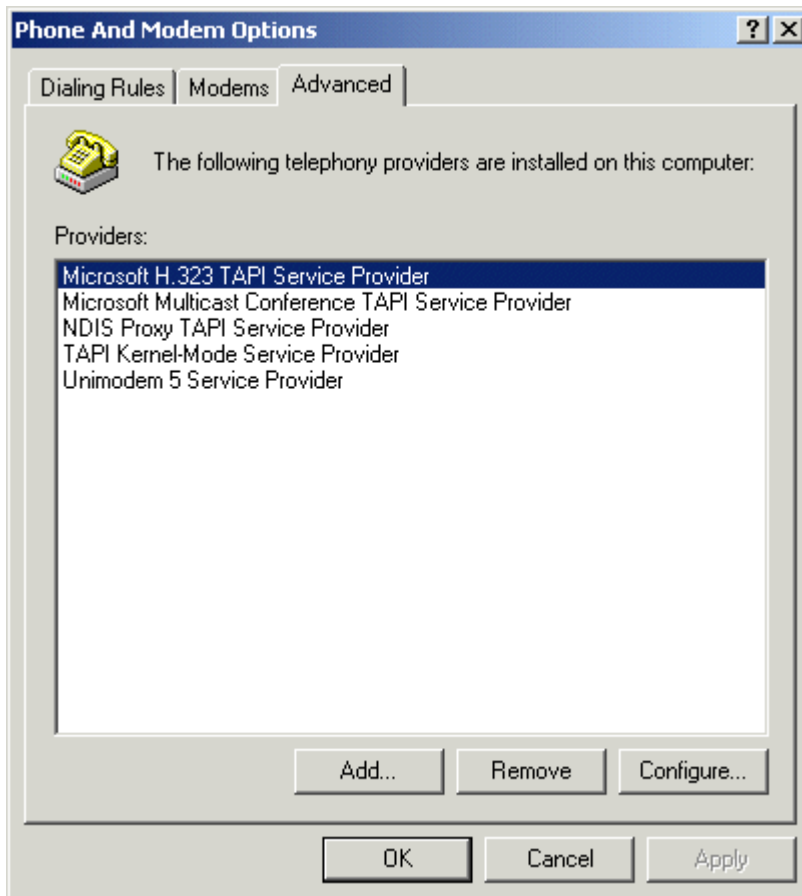 Phone And Modem Options
Dialing Rules Modems Advanced
The following telephony providers are installed on this computer:
Providers:
Microsoft H.323 TAPI Service Provider
Microsoft Multicast Conference TAPI Service Provider
NDIS Proxy TAPI Service Provider
TAPI Kernel-Mode Service Provider
Unimodem 5 Service Provider
Add... Remove Configure...
OK Cancel Apply